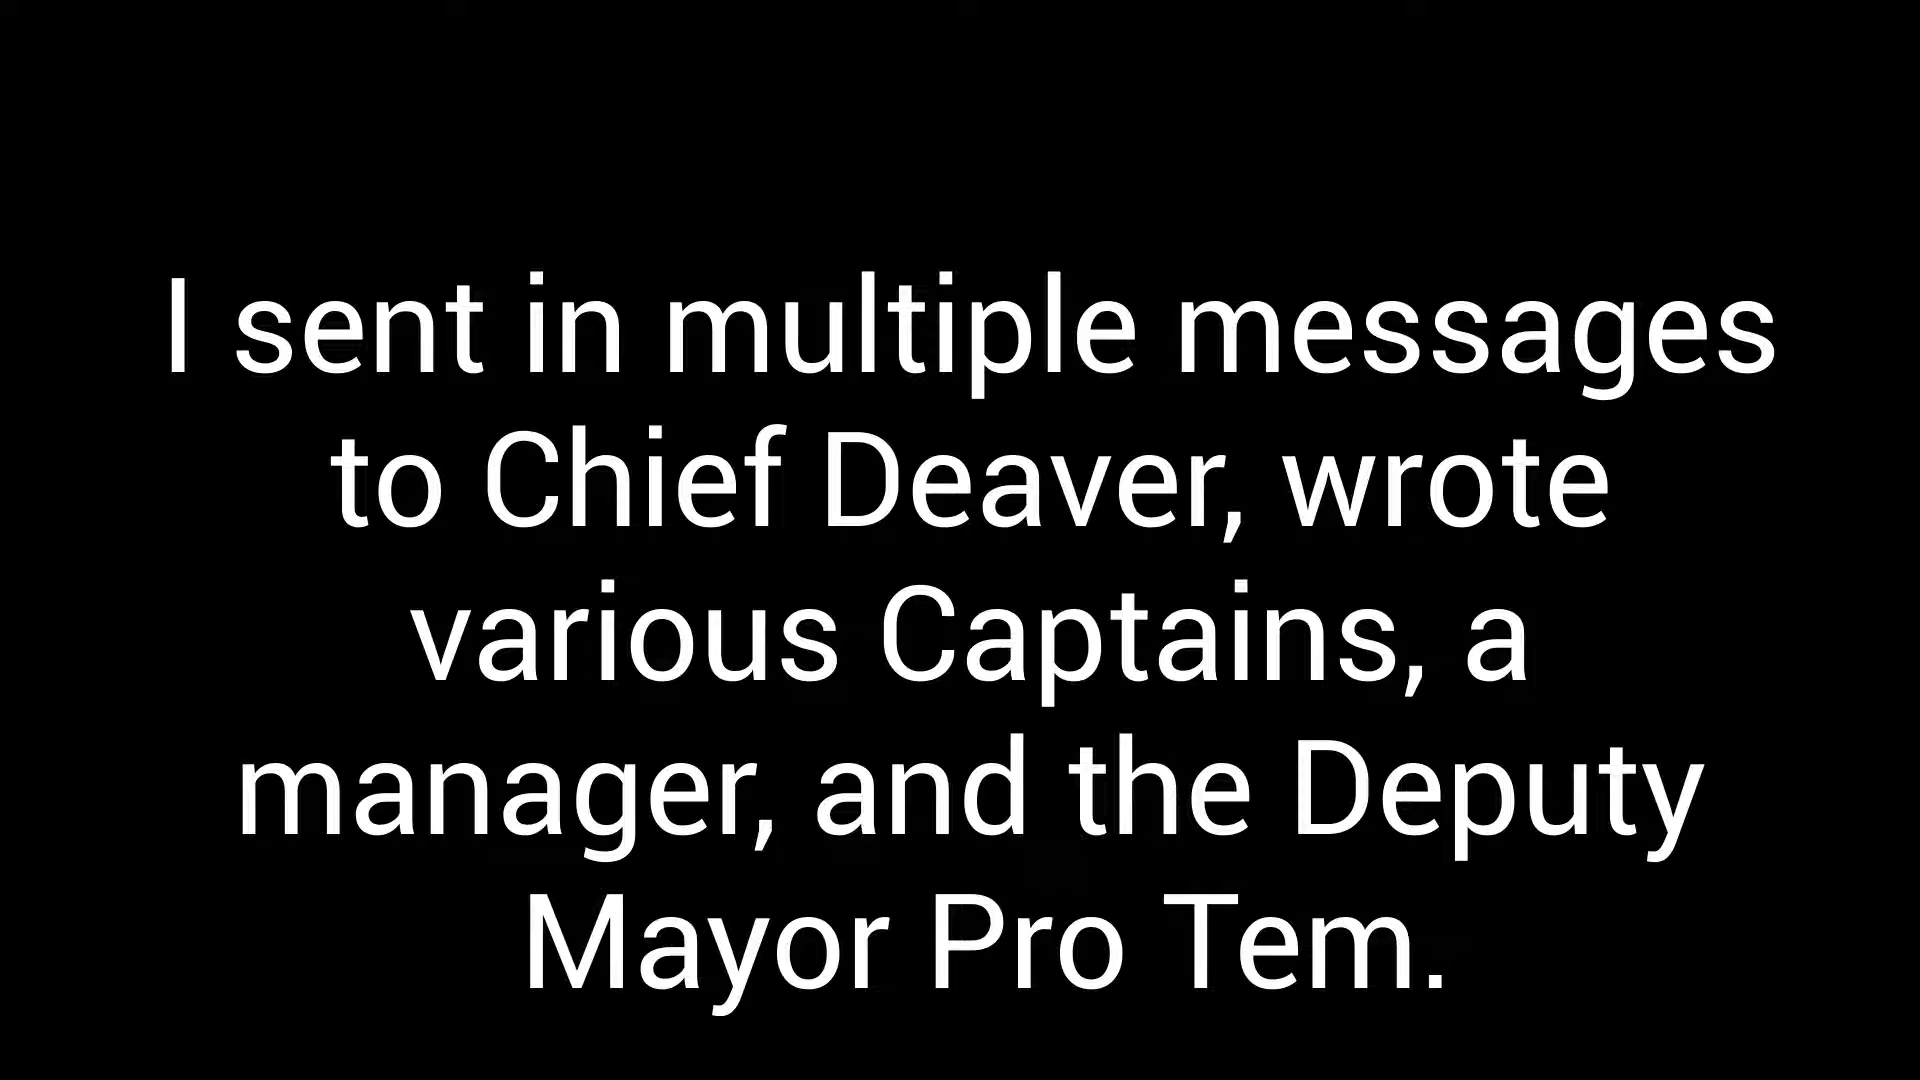 I sent in multiple messages
to Chief Deaver, wrote
various Captains, a
manager, and the Deputy
Mayor Pro Tem.